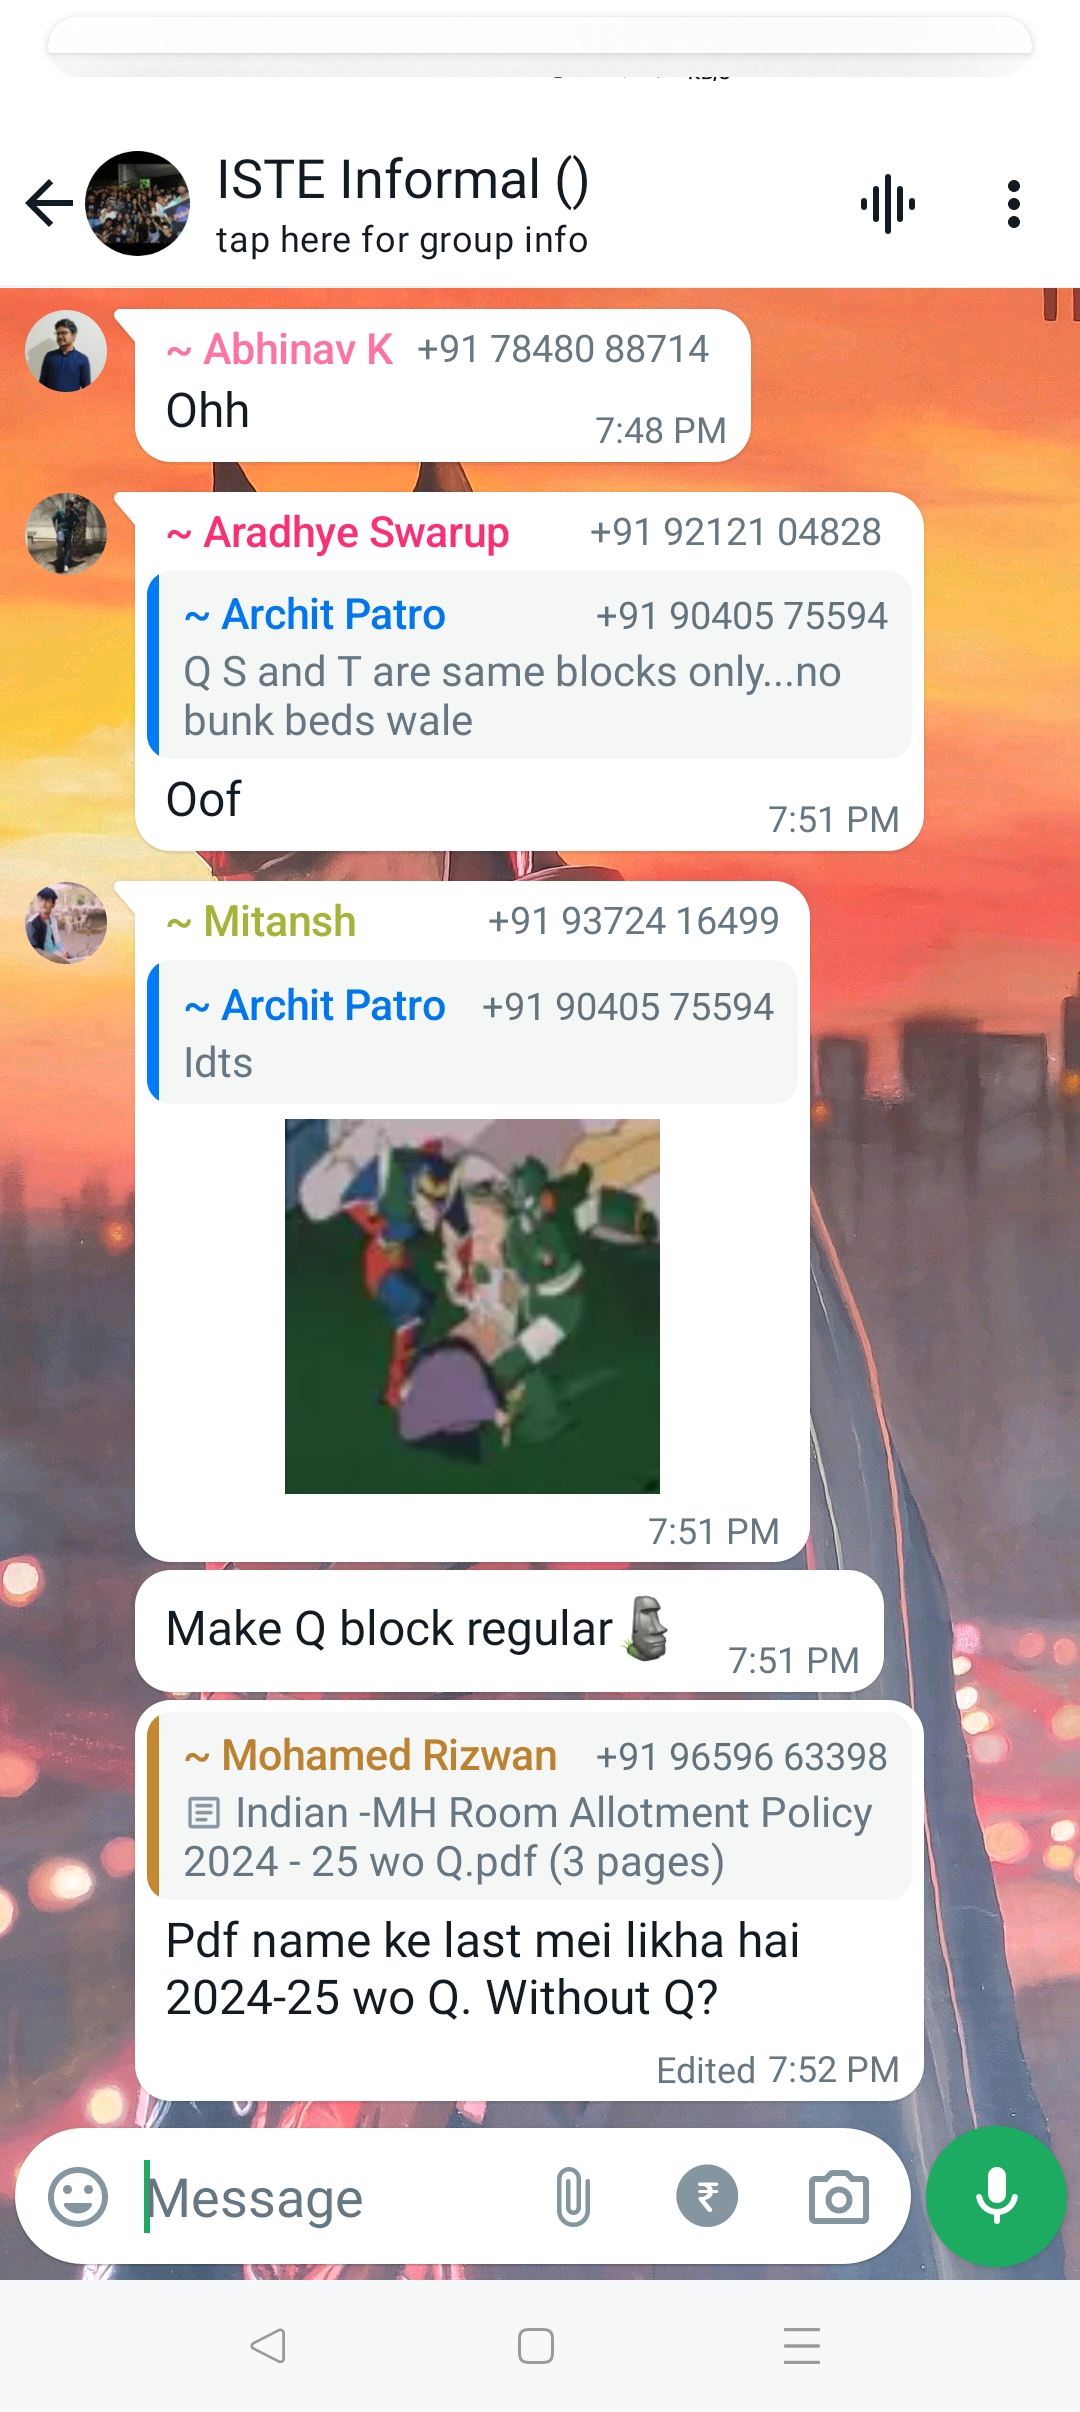 ISTE Informal ()
tap here for group info
~ Abhinav K +91 78480 88714
Ohh
7:48 PM
~ Aradhye Swarup +91 92121 04828
~ Archit Patro +91 90405 75594
Q S and T are same blocks only...no
bunk beds wale
Oof
7:51 PM
~ Mitansh +91 93724 16499
~ Archit Patro +91 90405 75594
Idts
7:51 PM
Make Q block regular🗿
7:51 PM
~ Mohamed Rizwan +91 96596 63398
Indian -MH Room Allotment Policy
2024 - 25 wo Q.pdf (3 pages)
Pdf name ke last mei likha hai
2024-25 wo Q. Without Q?
Edited 7:52 PM
Message